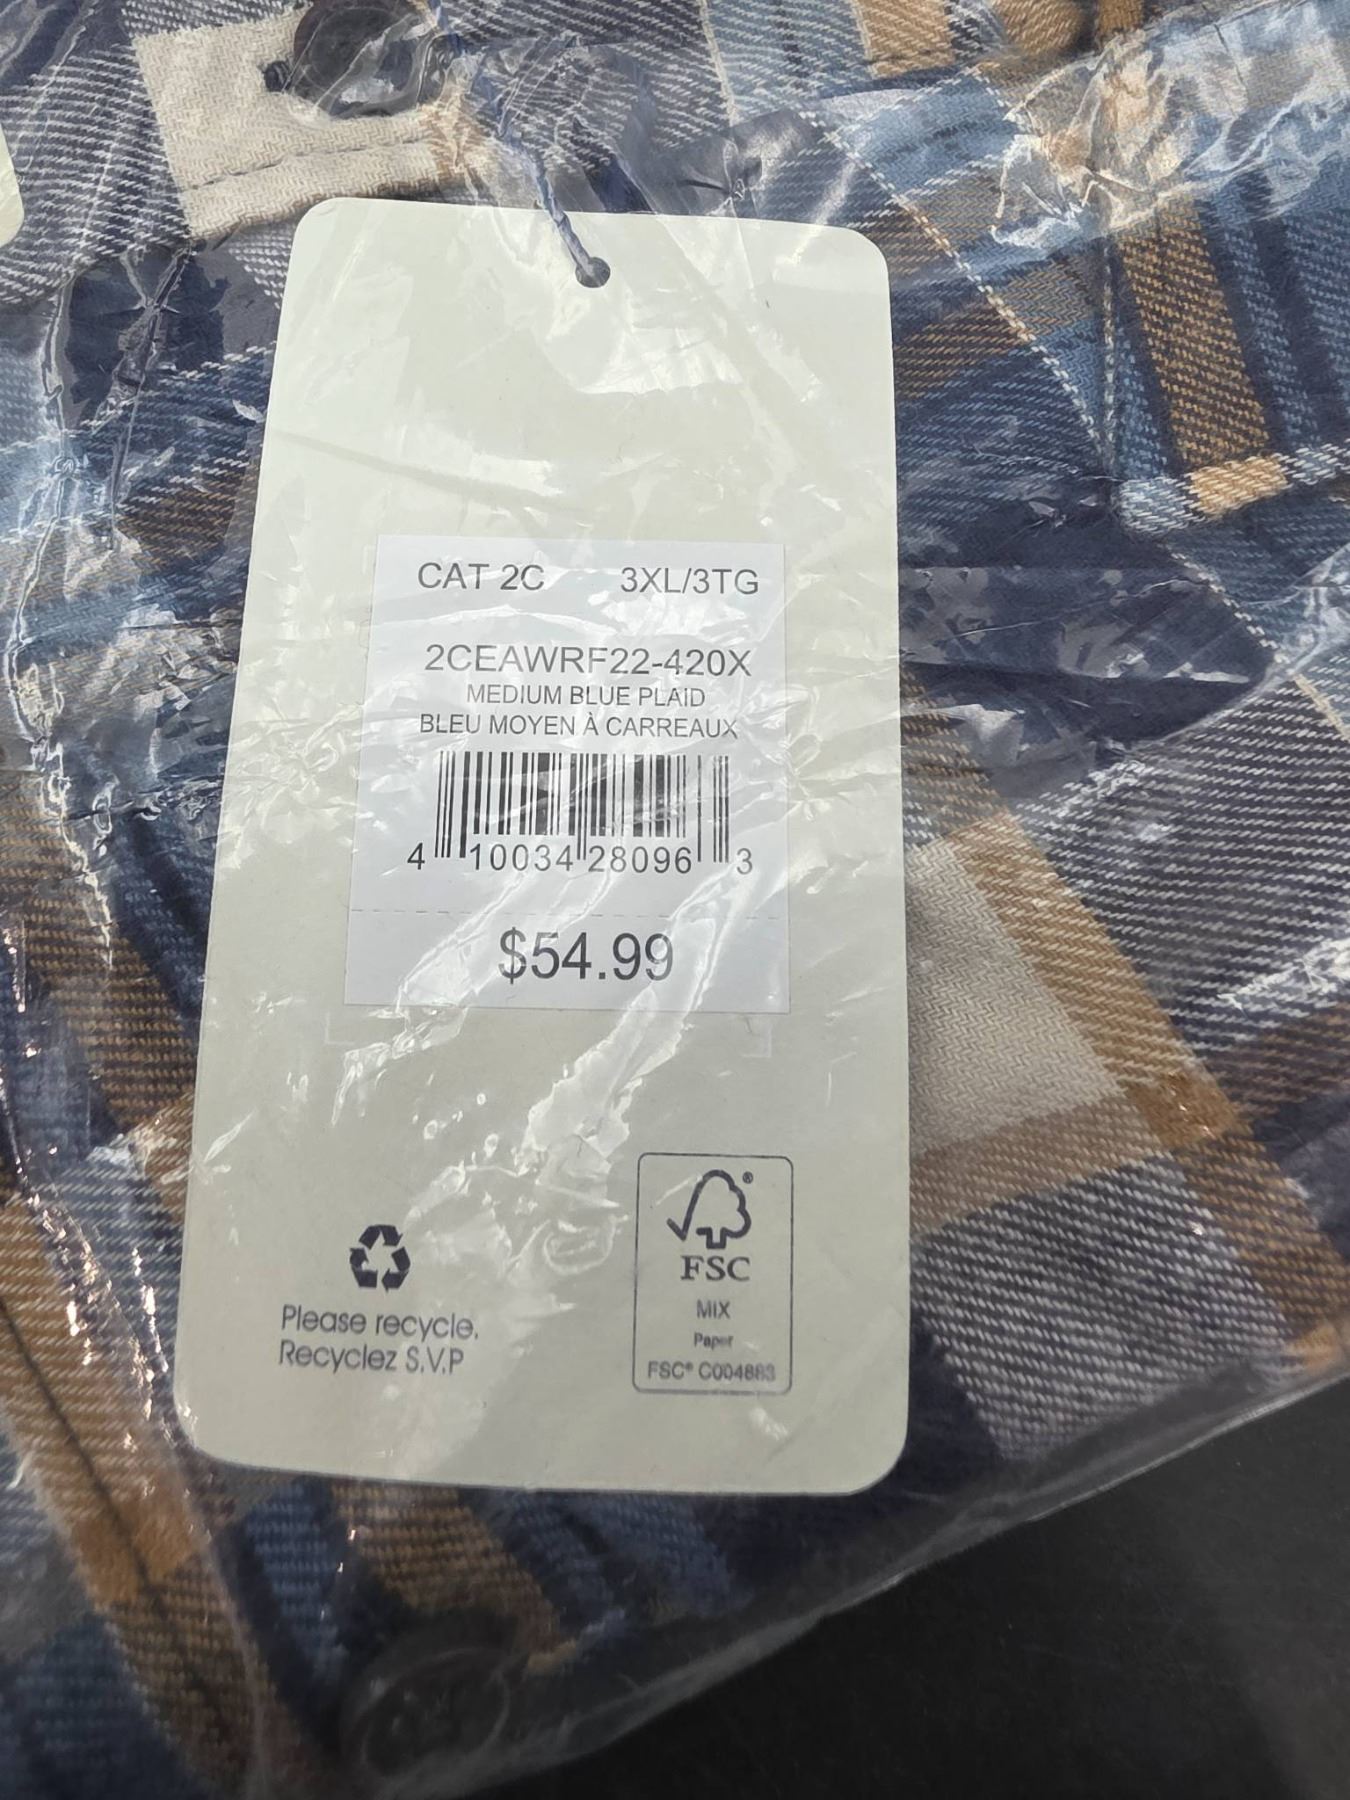 CAT 2C 3XL/3TG
2CEAWRF22-420X
MEDIUM BLUE PLAID
BLEU MOYEN À CARREAUX
4 10034 28096 3
$54.99
Please recycle.
Recyclez S.V.P
FSC®
MIX
Paper
FSC® C004883